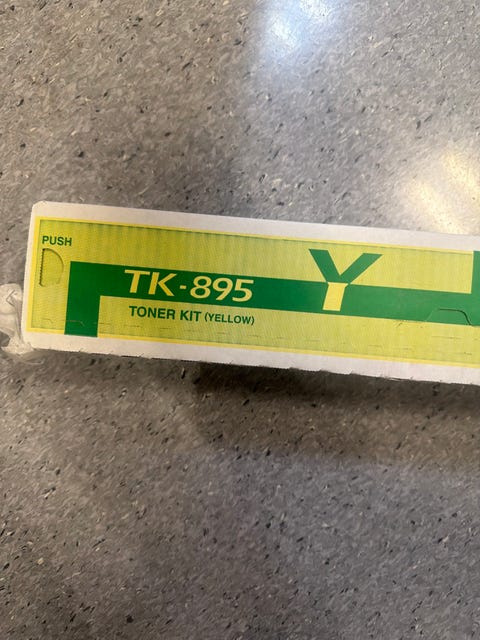 PUSH
TK-895
Y
TONER KIT (YELLOW)